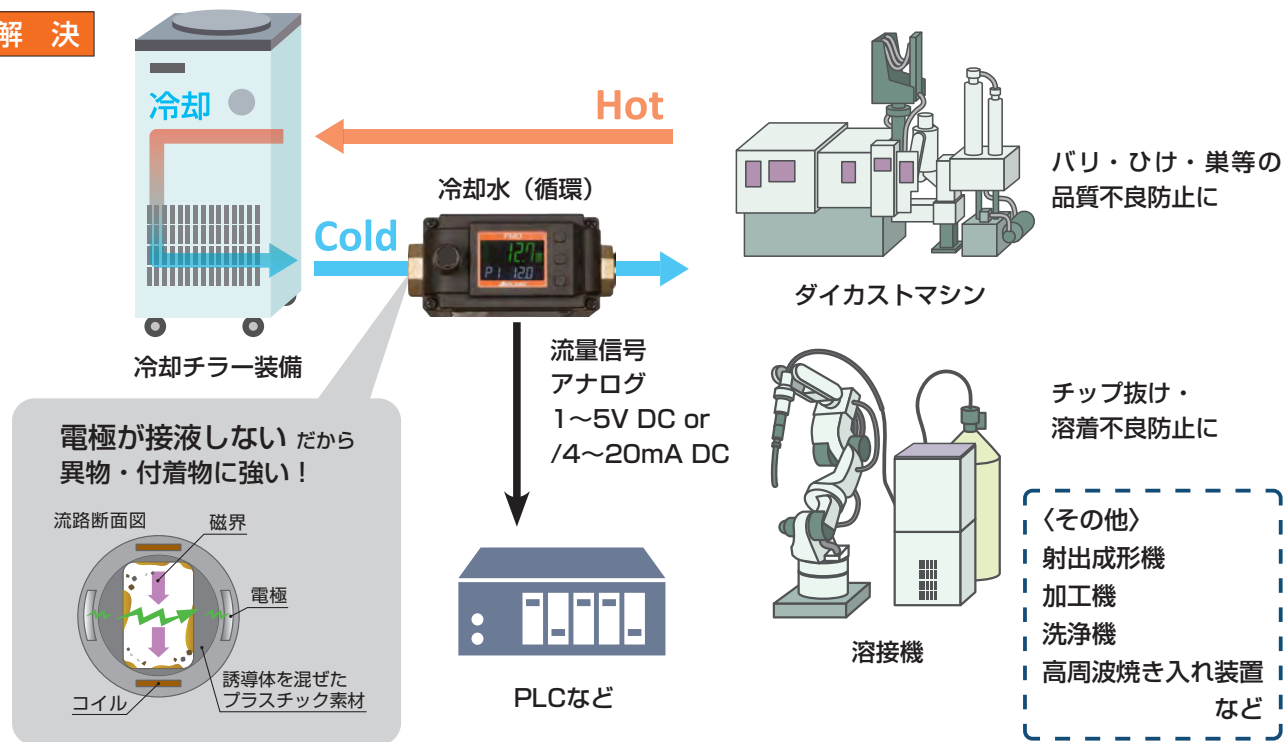 解 決
冷却
Hot
Cold
冷却水（循環）
12.7
P1 120
冷却チラー装備
流量信号
アナログ
1～5V DC or
/4～20mA DC
PLCなど
電極が接液しない だから
異物・付着物に強い！
流路断面図
磁界
電極
誘導体を混ぜた
プラスチック素材
コイル
バリ・ひけ・巣等の
品質不良防止に
ダイカストマシン
チップ抜け・
溶着不良防止に
溶接機
〈その他〉
射出成形機
加工機
洗浄機
高周波焼き入れ装置
など